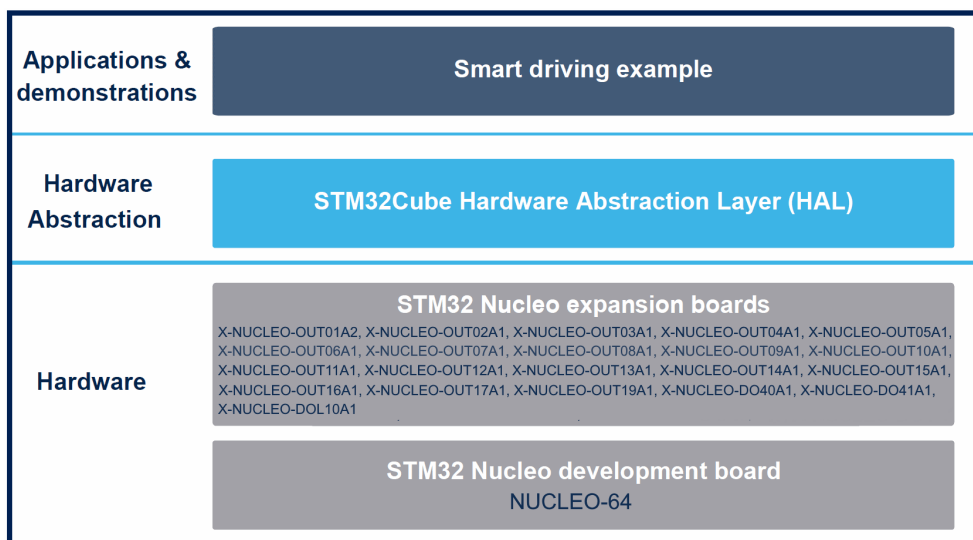 Applications &
demonstrations
Smart driving example
Hardware
Abstraction
STM32Cube Hardware Abstraction Layer (HAL)
Hardware
STM32 Nucleo expansion boards
X-NUCLEO-OUT01A2, X-NUCLEO-OUT02A1, X-NUCLEO-OUT03A1, X-NUCLEO-OUT04A1, X-NUCLEO-OUT05A1,
X-NUCLEO-OUT06A1, X-NUCLEO-OUT07A1, X-NUCLEO-OUT08A1, X-NUCLEO-OUT09A1, X-NUCLEO-OUT10A1,
X-NUCLEO-OUT11A1, X-NUCLEO-OUT12A1, X-NUCLEO-OUT13A1, X-NUCLEO-OUT14A1, X-NUCLEO-OUT15A1,
X-NUCLEO-OUT16A1, X-NUCLEO-OUT17A1, X-NUCLEO-OUT19A1, X-NUCLEO-DO40A1, X-NUCLEO-DO41A1,
X-NUCLEO-DOL10A1
STM32 Nucleo development board
NUCLEO-64